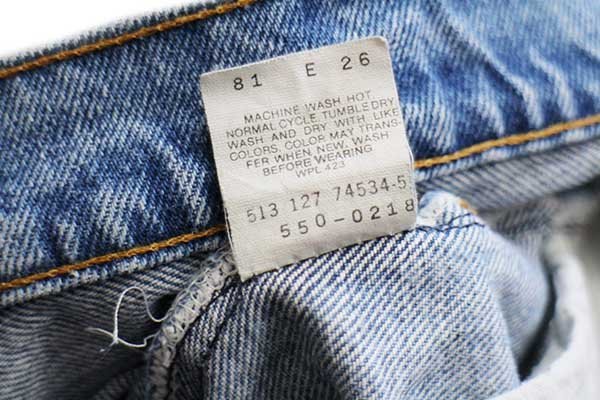 81 E 26
MACHINE WASH HOT,
NORMAL CYCLE TUMBLE DRY
WASH AND DRY WITH LIKE
COLORS, COLOR MAY TRANS-
FER WHEN NEW. WASH
BEFORE WEARING
WPL 423
513 127 74534-5
550-0218